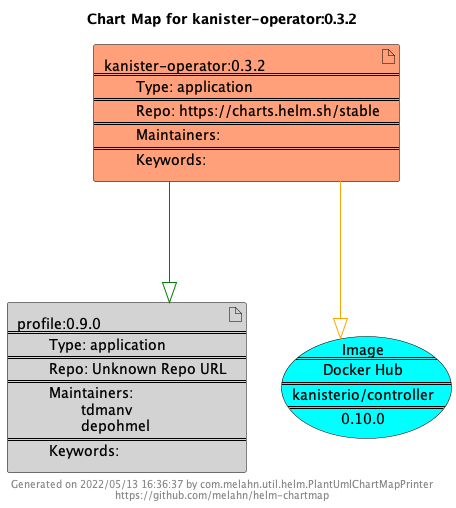 Chart Map for kanister-operator:0.3.2
kanister-operator:0.3.2
Type: application
Repo: https://charts.helm.sh/stable
Maintainers:
Keywords:
profile:0.9.0
Type: application
Repo: Unknown Repo URL
Maintainers:
tdmanv
depohmel
Keywords:
Image
Docker Hub
kanisterio/controller
0.10.0
Generated on 2022/05/13 16:36:37 by com.melahn.util.helm.PlantUmlChartMapPrinter
https://github.com/melahn/helm-chartmap